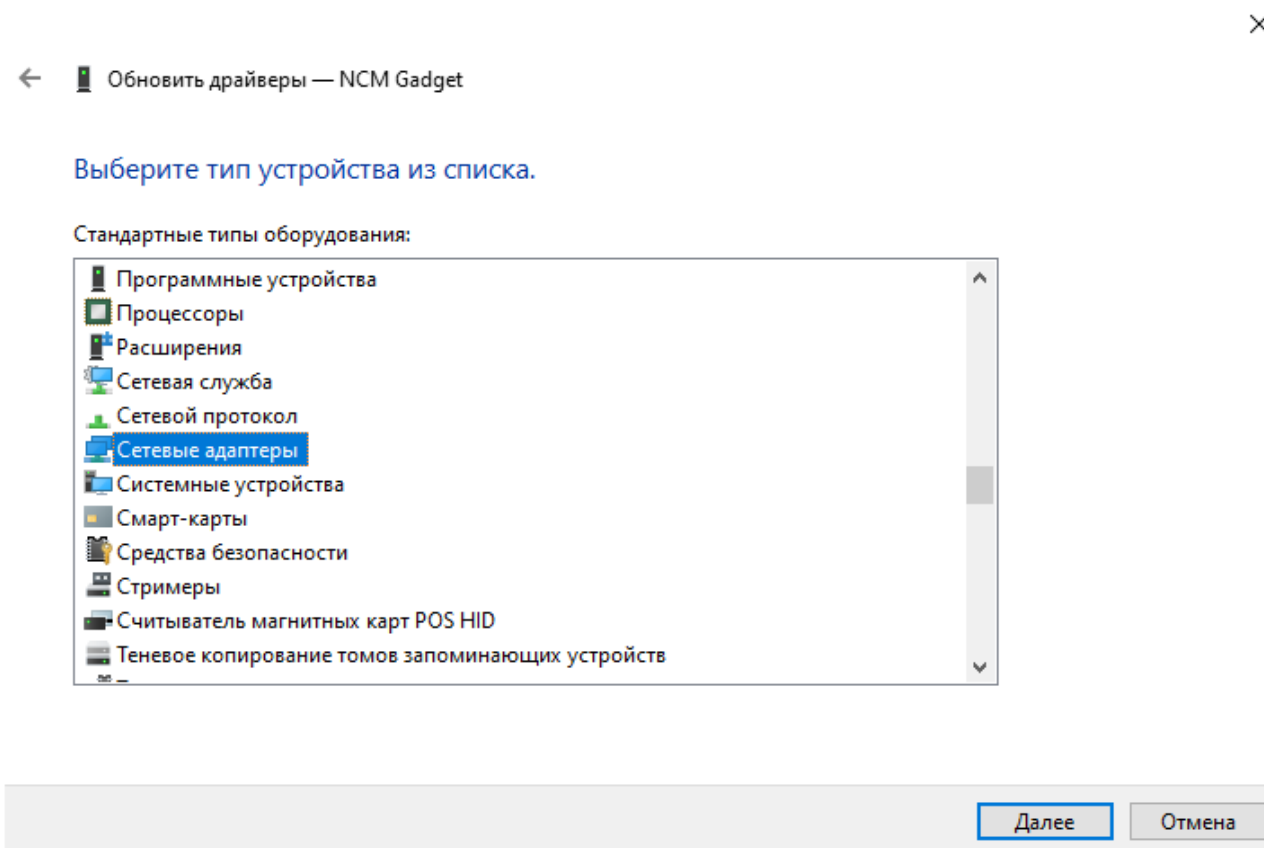 Обновить драйверы — NCM Gadget
Выберите тип устройства из списка.
Стандартные типы оборудования:
Программные устройства
Процессоры
Расширения
Сетевая служба
Сетевой протокол
Сетевые адаптеры
Системные устройства
Смарт-карты
Средства безопасности
Стримеры
Считыватель магнитных карт POS HID
Теневое копирование томов запоминающих устройств
Далее
Отмена